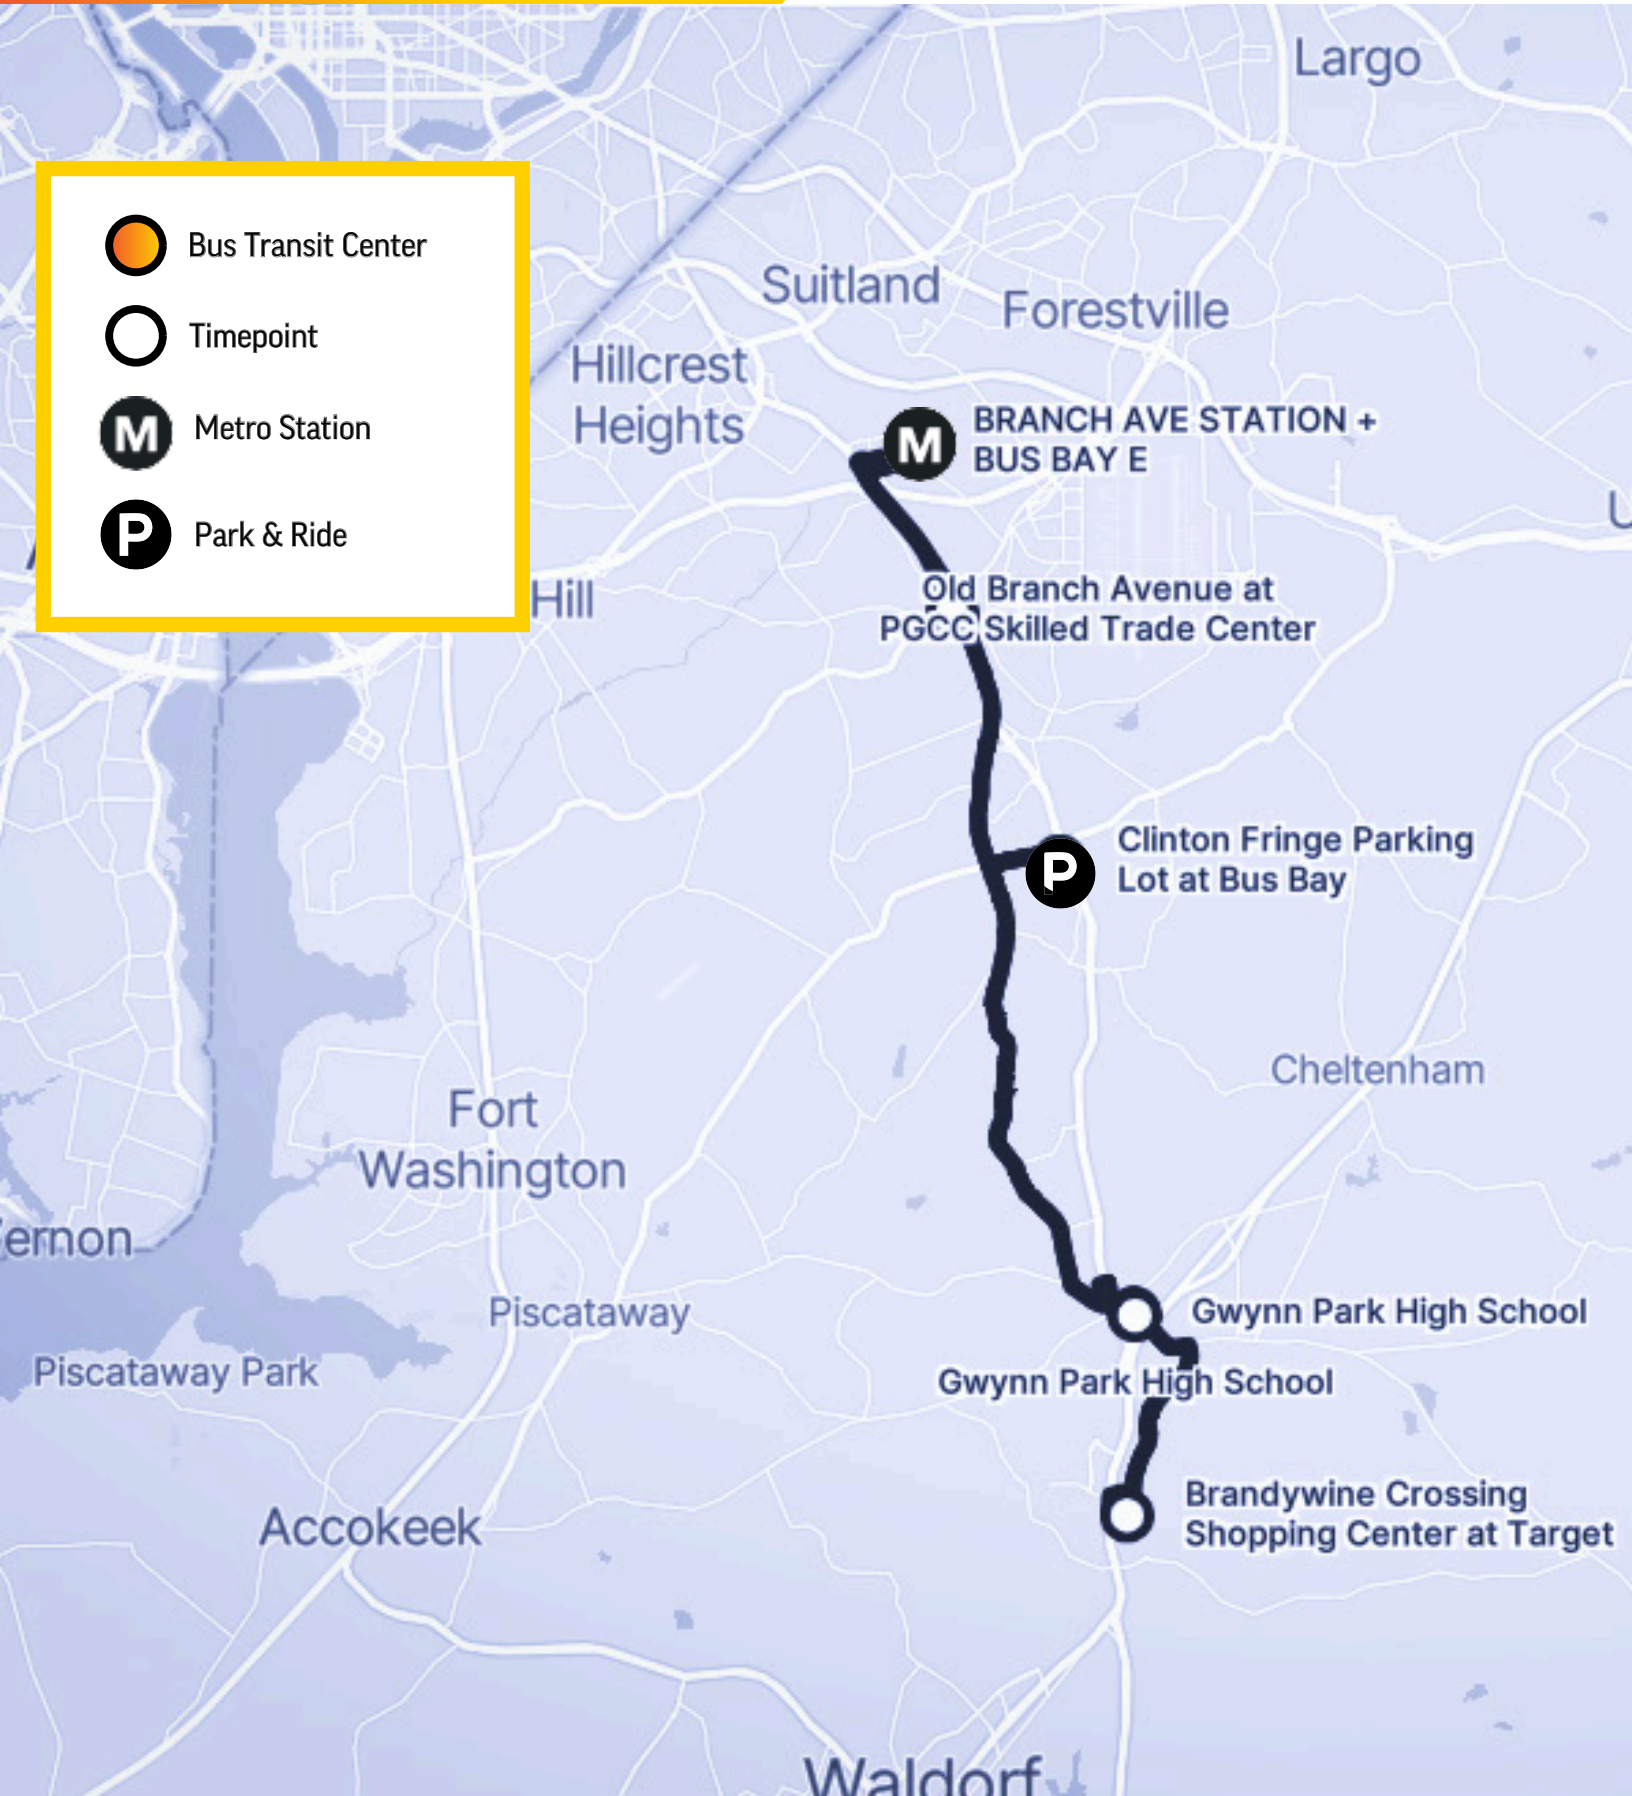 Largo
Bus Transit Center
Timepoint
M
Metro Station
P
Park & Ride
Suitland
Forestville
Hillcrest
Heights
M
BRANCH AVE STATION +
BUS BAY E
Hill
Old Branch Avenue at
PGCC Skilled Trade Center
P
Clinton Fringe Parking
Lot at Bus Bay
Cheltenham
Fort
Washington
ernon
Piscataway
Gwynn Park High School
Piscataway Park
Gwynn Park High School
Brandywine Crossing
Shopping Center at Target
Accokeek
Waldorf